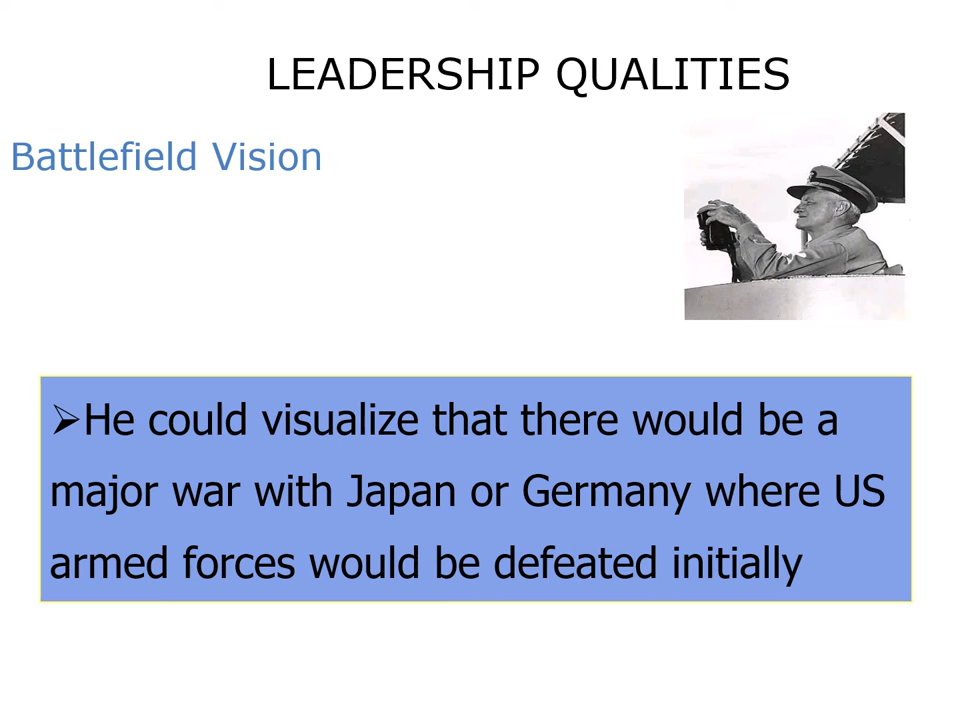 LEADERSHIP QUALITIES
Battlefield Vision
➢He could visualize that there would be a
major war with Japan or Germany where US
armed forces would be defeated initially